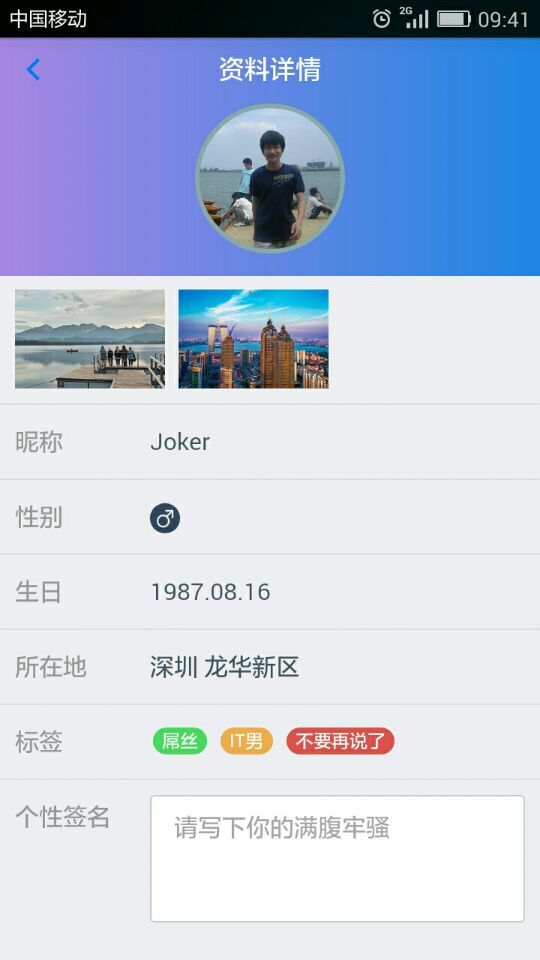 中国移动 2G 09:41
资料详情
昵称 Joker
性别
生日 1987.08.16
所在地 深圳 龙华新区
标签 屌丝 IT男 不要再说了
个性签名 请写下你的满腹牢骚